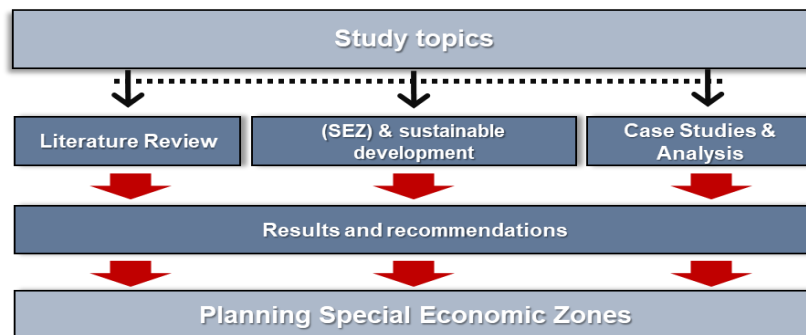 Study topics
Literature Review
(SEZ) & sustainable
development
Case Studies &
Analysis
Results and recommendations
Planning Special Economic Zones